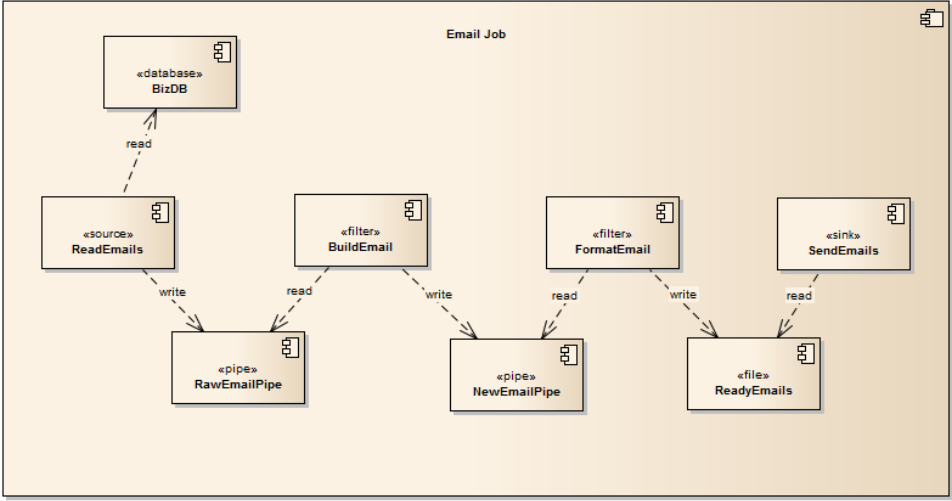 Email Job
«database»
BizDB
read
«source»
ReadEmails
«filter»
BuildEmail
«filter»
FormatEmail
«sink»
SendEmails
write
read
write
read
write
read
«pipe»
RawEmailPipe
«pipe»
NewEmailPipe
«file»
ReadyEmails